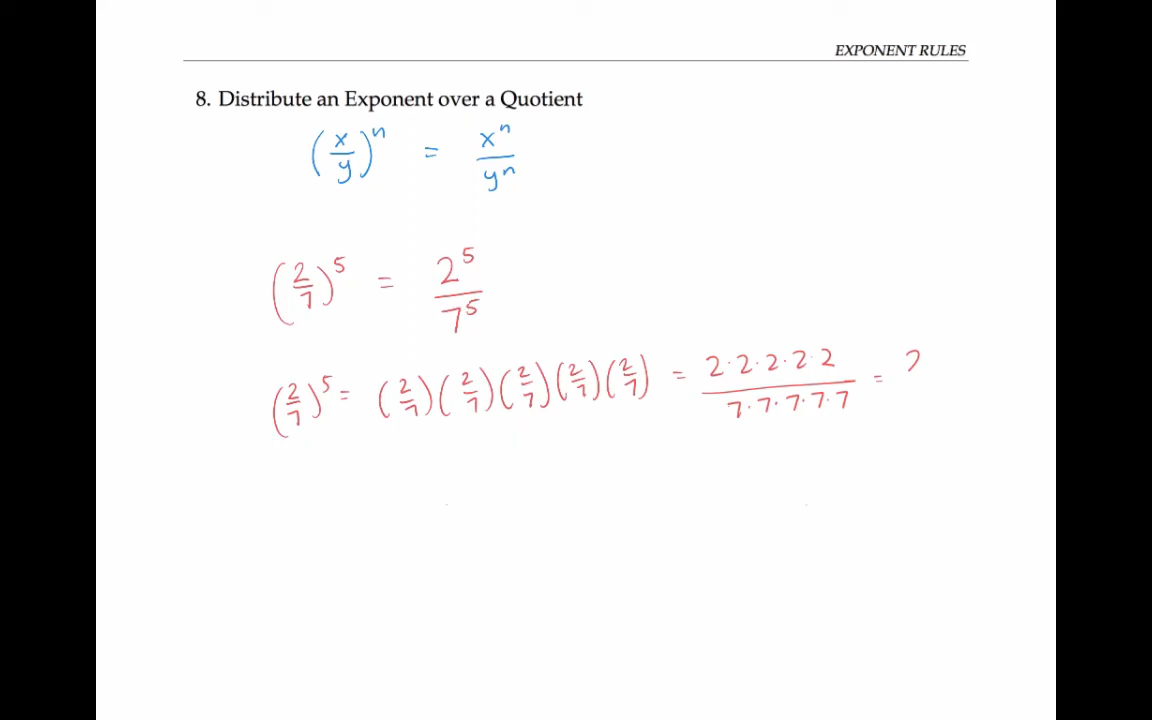 EXPONENT RULES
8. Distribute an Exponent over a Quotient
(x/y)^n = x^n/y^n
(2/7)^5 = 2^5/7^5
(2/7)^5 = (2/7)(2/7)(2/7)(2/7)(2/7) = 2·2·2·2·2/7·7·7·7·7 = 2